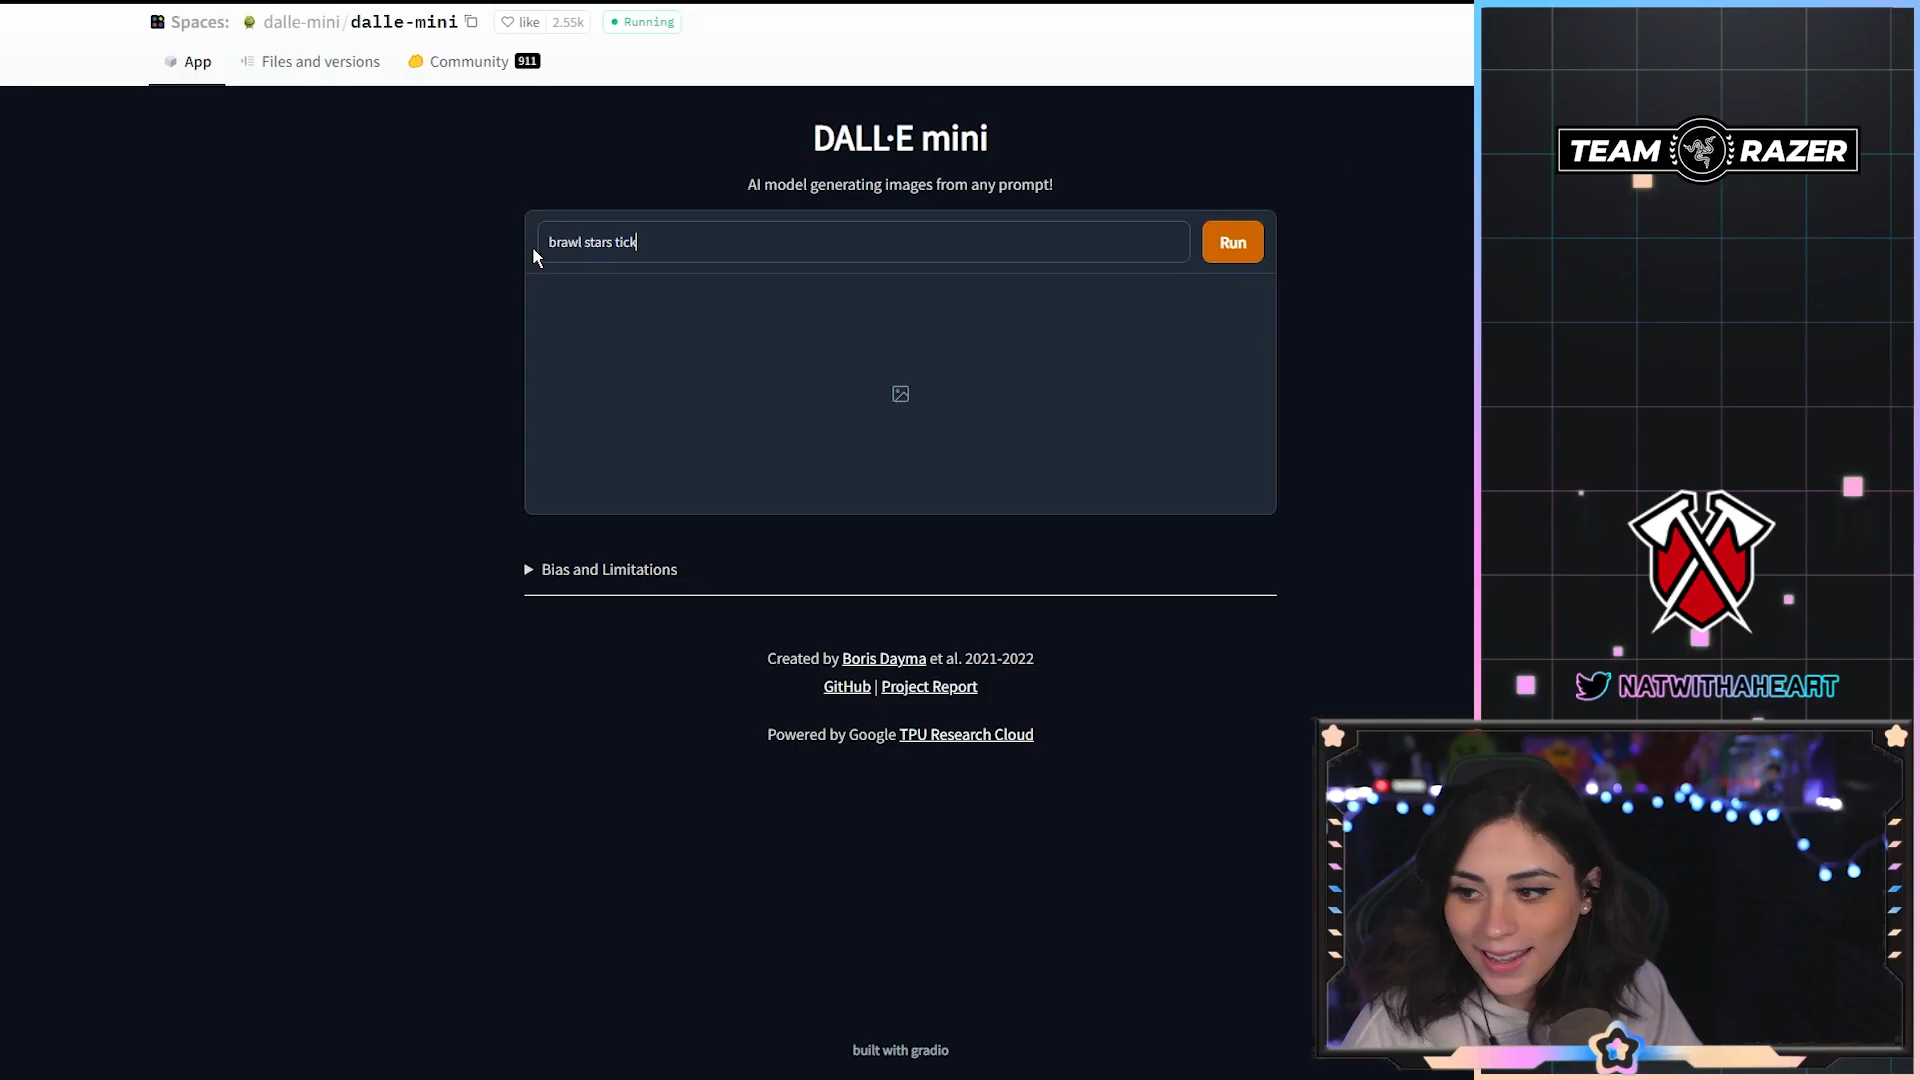 Spaces: dalle-mini/dalle-mini like 2.55k Running
App Files and versions Community 911
DALL·E mini
AI model generating images from any prompt!
brawl stars tick
Run
Bias and Limitations
Created by Boris Dayma et al. 2021-2022
GitHub | Project Report
Powered by Google TPU Research Cloud
built with gradio
TEAM RAZER
NATWITHAHEART